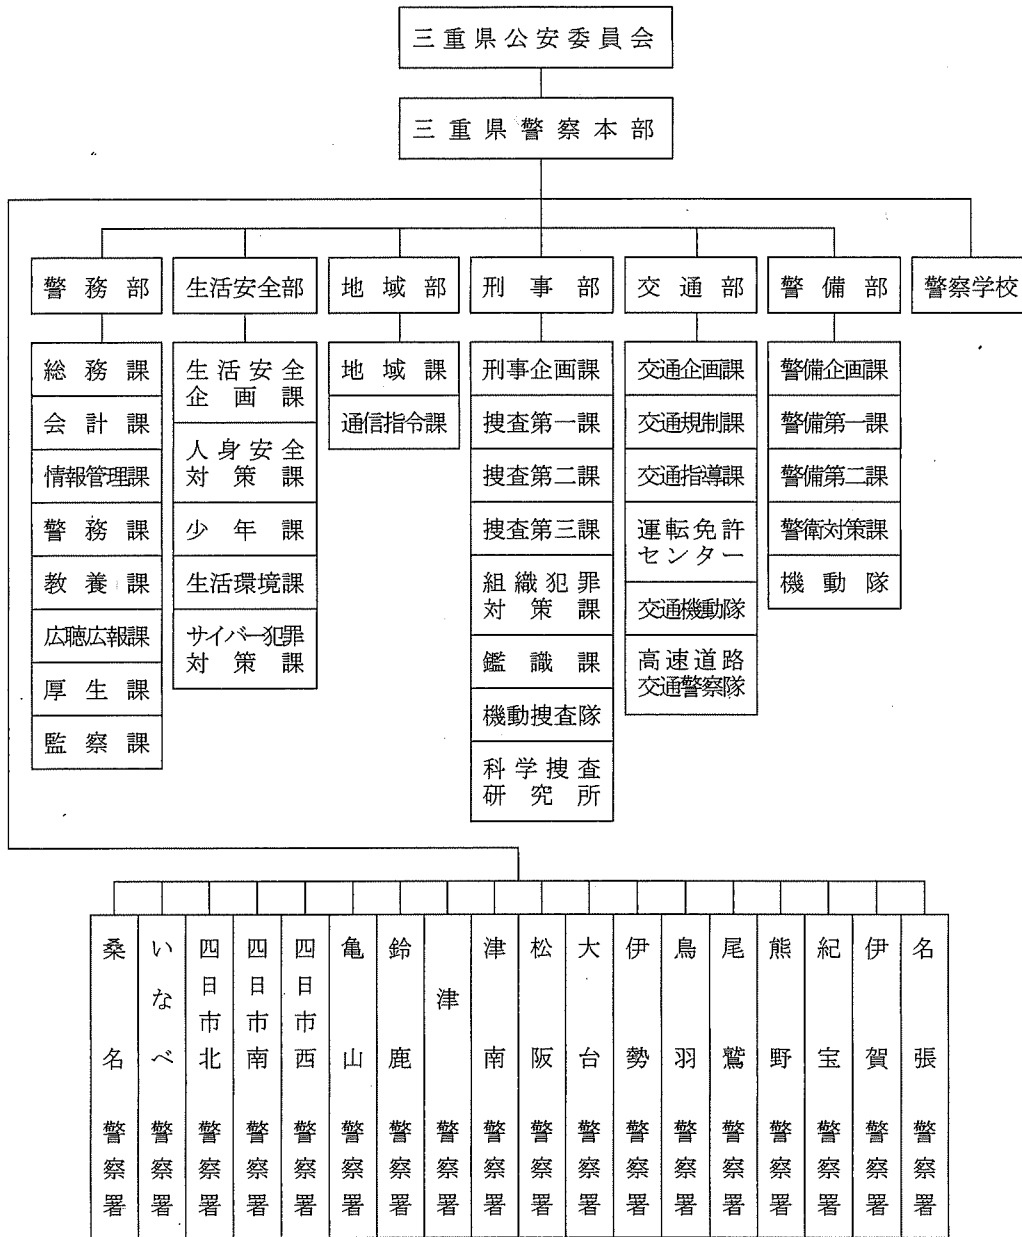 三重県公安委員会
三重県警察本部
警務部
生活安全部
地域部
刑事部
交通部
警備部
警察学校
総務課
会計課
情報管理課
警務課
教養課
広聴広報課
厚生課
監察課
生活安全
企画課
人身安全
対策課
少年課
生活環境課
サイバー犯罪
対策課
地域課
通信指令課
刑事企画課
捜査第一課
捜査第二課
捜査第三課
組織犯罪
対策課
鑑識課
機動捜査隊
科学捜査
研究所
交通企画課
交通規制課
交通指導課
運転免許
センター
交通機動隊
高速道路
交通警察隊
警備企画課
警備第一課
警備第二課
警衛対策課
機動隊
桑名警察署
いなべ警察署
四日市北警察署
四日市南警察署
四日市西警察署
亀山警察署
鈴鹿警察署
津警察署
津南警察署
松阪警察署
大台警察署
伊勢警察署
鳥羽警察署
尾鷲警察署
熊野警察署
紀宝警察署
伊賀警察署
名張警察署